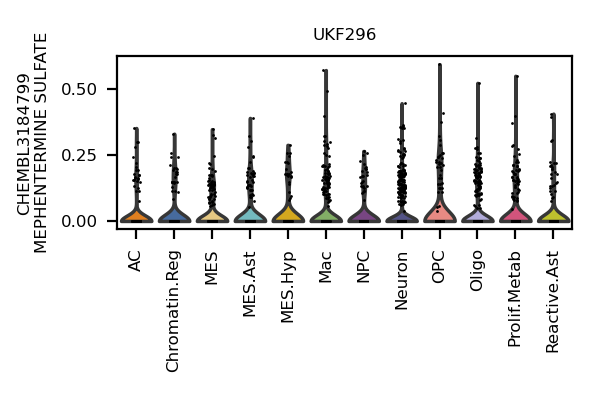 UKF296
CHEMBL3184799
MEPHENTERMINE SULFATE
0.50
0.25
0.00
AC
Chromatin.Reg
MES
MES.Ast
MES.Hyp
Mac
NPC
Neuron
OPC
Oligo
Prolif.Metab
Reactive.Ast